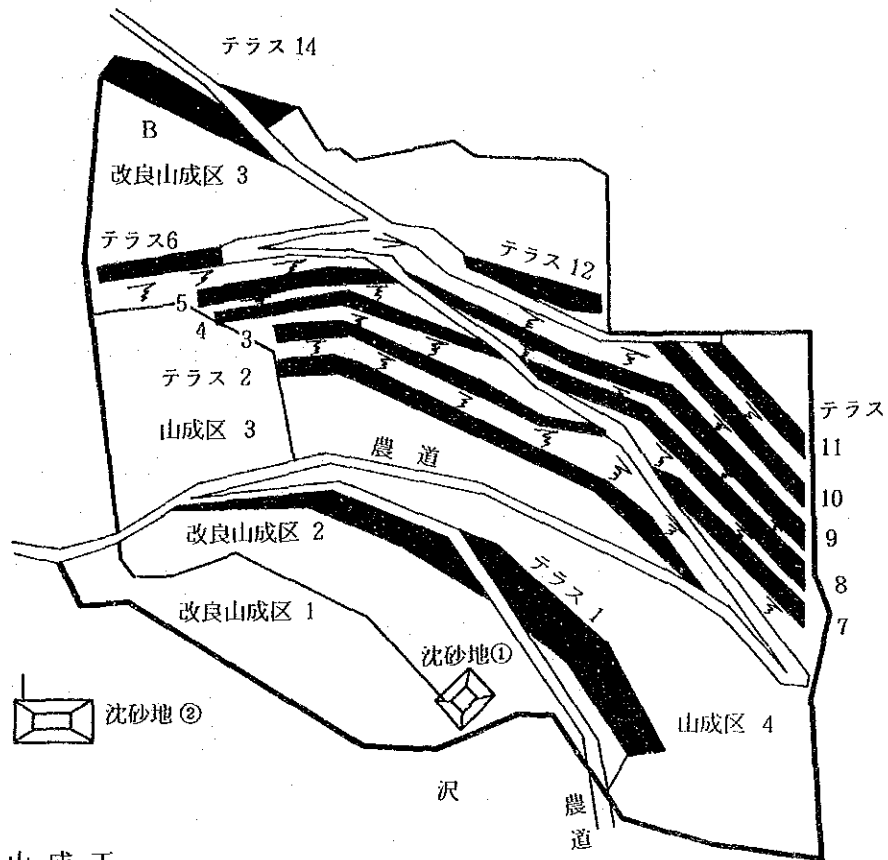 テラス 14
B
改良山成区 3
テラス6
テラス 12
5
4
3
テラス 2
山成区 3
農 道
テラス
11
10
9
8
7
改良山成区 2
テラス 1
改良山成区 1
沈砂地①
沈砂地②
山成区 4
沢
農道